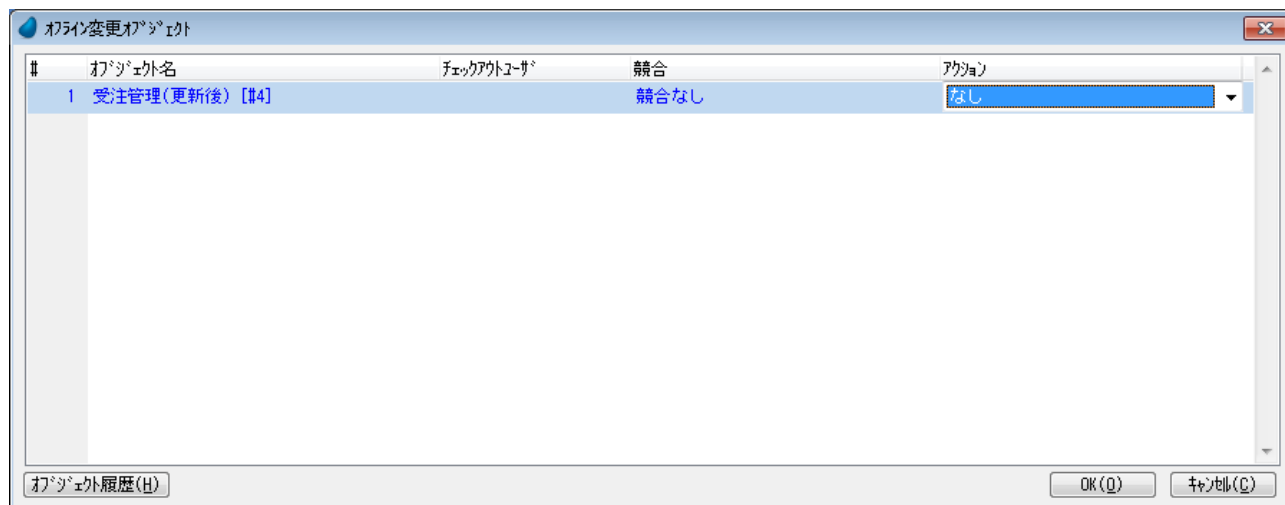 ｵﾌﾗｲﾝ変更ｵﾌﾞｼﾞｪｸﾄ
# ｵﾌﾞｼﾞｪｸﾄ名 ﾁｪｯｸｱｳﾄﾕｰｻﾞ 競合 ｱｸｼｮﾝ
1 受注管理(更新後) [#4] 競合なし なし
ｵﾌﾞｼﾞｪｸﾄ履歴(H) OK(O) ｷｬﾝｾﾙ(C)